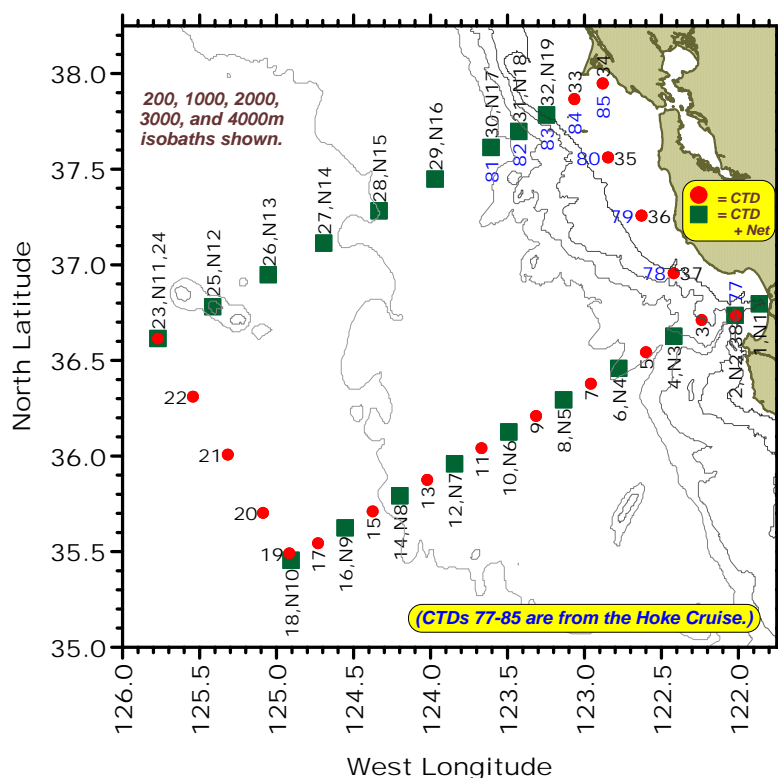 38.0
37.5
37.0
36.5
36.0
35.5
35.0
North Latitude
200, 1000, 2000,
3000, and 4000m
isobaths shown.
23,N11,24
25,N12
26,N13
27,N14
28,N15
29,N16
30,N17
31,N18
32,N19
33
34
81
82
83
84
85
80
35
79
36
78
37
77
= CTD
= CTD
+ Net
1,N1
2,N2,38
3
4,N3
5
6,N4
7
8,N5
9
10,N6
11
12,N7
13
14,N8
15
16,N9
17
18,N10
19
20
21
22
(CTDs 77-85 are from the Hoke Cruise.)
126.0
125.5
125.0
124.5
124.0
123.5
123.0
122.5
122.0
West Longitude